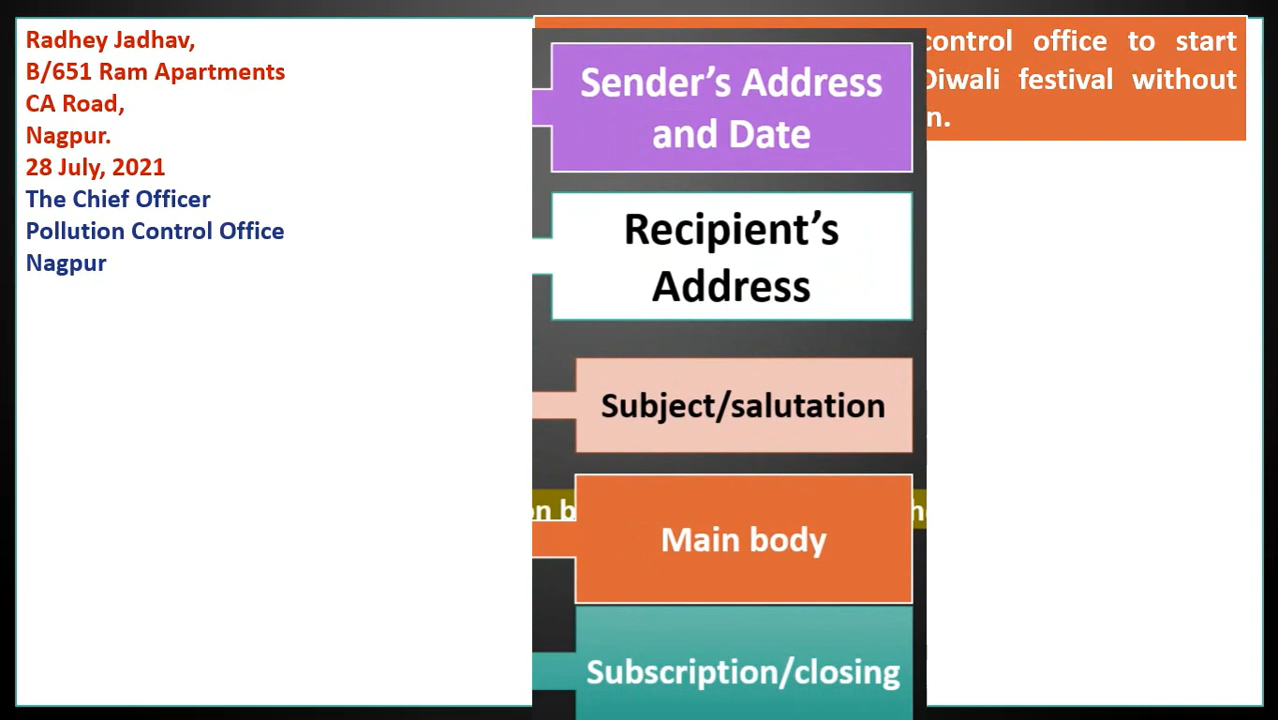 Radhey Jadhav,
B/651 Ram Apartments
CA Road,
Nagpur.
28 July, 2021
The Chief Officer
Pollution Control Office
Nagpur
control office to start
Diwali festival without
n.
Sender's Address
and Date
Recipient's
Address
Subject/salutation
on b
Main body
Subscription/closing